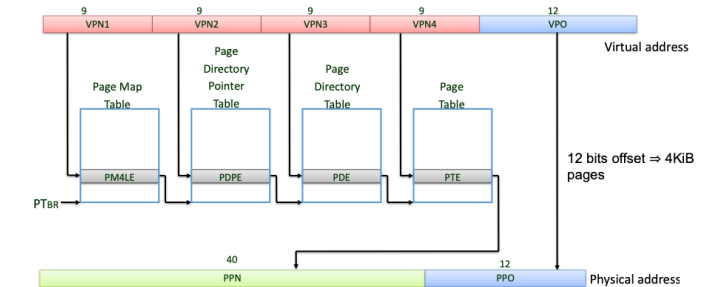 9 9 9 9 12
VPN1 VPN2 VPN3 VPN4 VPO
Virtual address
Page Map
Table
Page
Directory
Pointer
Table
Page
Directory
Table
Page
Table
12 bits offset ⇒ 4KiB
pages
PM4LE PDPE PDE PTE
PTBR
40 12
PPN PPO
Physical address